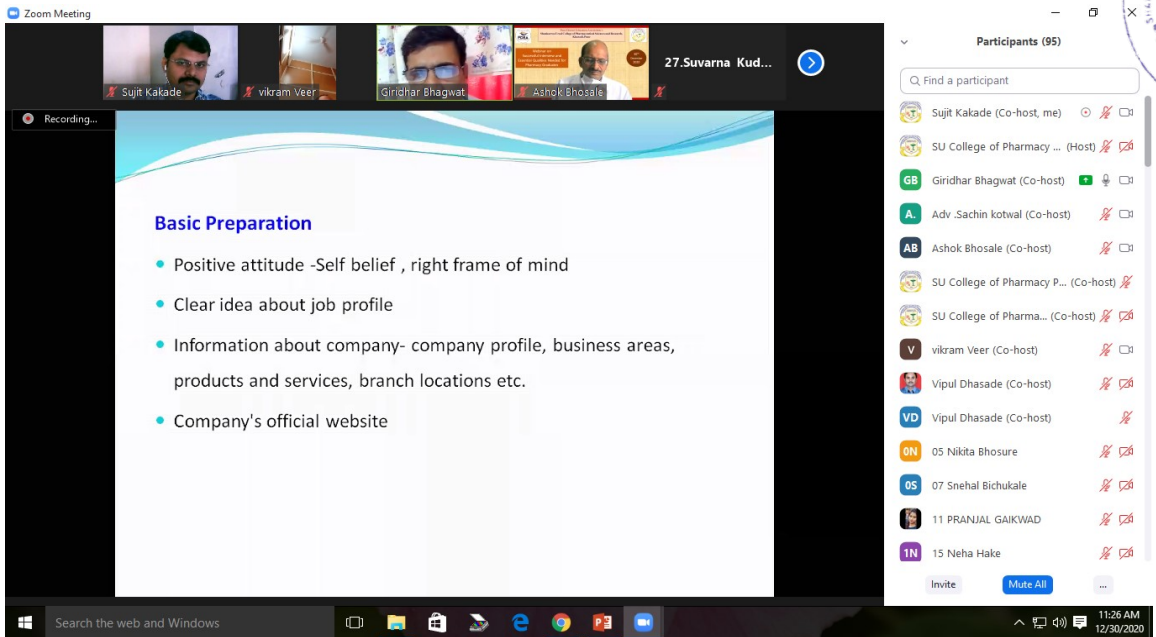 Zoom Meeting
Sujit Kakade
vikram Veer
Giridhar Bhagwat
Ashok Bhosale
27.Suvarna Kud...
Recording...
Basic Preparation
Positive attitude -Self belief , right frame of mind
Clear idea about job profile
Information about company- company profile, business areas,
products and services, branch locations etc.
Company's official website
Participants (95)
Find a participant
Sujit Kakade (Co-host, me)
SU College of Pharmacy ... (Host)
GB Giridhar Bhagwat (Co-host)
A. Adv .Sachin kotwal (Co-host)
AB Ashok Bhosale (Co-host)
SU College of Pharmacy P... (Co-host)
SU College of Pharma... (Co-host)
V vikram Veer (Co-host)
Vipul Dhasade (Co-host)
VD Vipul Dhasade (Co-host)
0N 05 Nikita Bhosure
0S 07 Snehal Bichukale
11 PRANJAL GAIKWAD
1N 15 Neha Hake
Invite
Mute All
...
Search the web and Windows
11:26 AM
12/30/2020